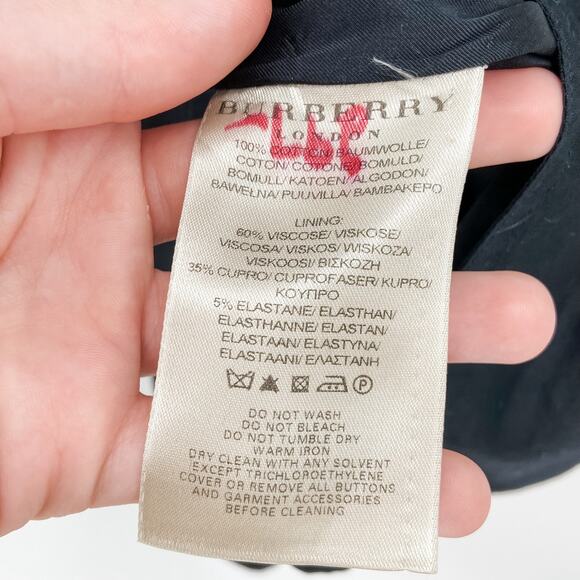 BURBERRY
LONDON
100% COTTON/BAUMWOLLE/
COTON/ COTONE/ BOMULD/
BOMULL/ KATOEN/ ALGODON/
BAWELNA/ PUUVILLA/ BAMBAKEPO
LINING:
60% VISCOSE/ VISKOSE/
VISCOSA/ VISKOS/ WISKOZA/
VISKOOSI/ ΒΙΣΚΟΖΗ
35% CUPRO/ CUPROFASER/ KUPRO/
ΚΟΥΠΡΟ
5% ELASTANE/ ELASTHAN/
ELASTHANNE/ ELASTAN/
ELASTAAN/ ELASTYNA/
ELASTAANI/ ΕΛΑΣΤΑΝΗ
P
DO NOT WASH
DO NOT BLEACH
DO NOT TUMBLE DRY
WARM IRON
DRY CLEAN WITH ANY SOLVENT
EXCEPT TRICHLOROETHYLENE
COVER OR REMOVE ALL BUTTONS
AND GARMENT ACCESSORIES
BEFORE CLEANING